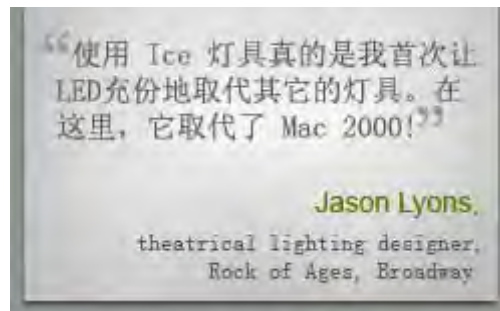 “使用 Ice 灯具真的是我首次让
LED充份地取代其它的灯具。在
这里，它取代了 Mac 2000!”
Jason Lyons,
theatrical lighting designer,
Rock of Ages, Broadway